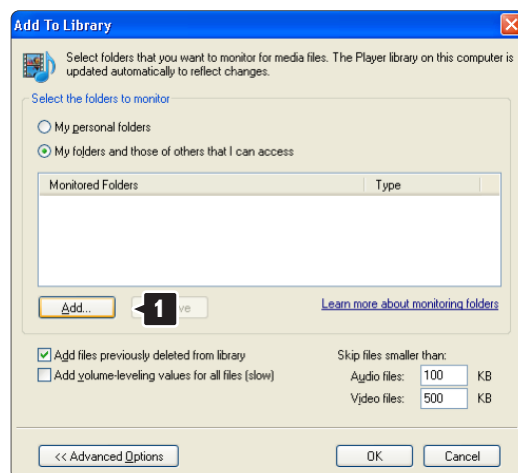 Add To Library
Select folders that you want to monitor for media files. The Player library on this computer is
updated automatically to reflect changes.
Select the folders to monitor
My personal folders
My folders and those of others that I can access
Monitored Folders Type
Add... 1 ve
Learn more about monitoring folders
Add files previously deleted from library
Skip files smaller than:
Add volume-leveling values for all files (slow)
Audio files: 100 KB
Video files: 500 KB
<< Advanced Options OK Cancel